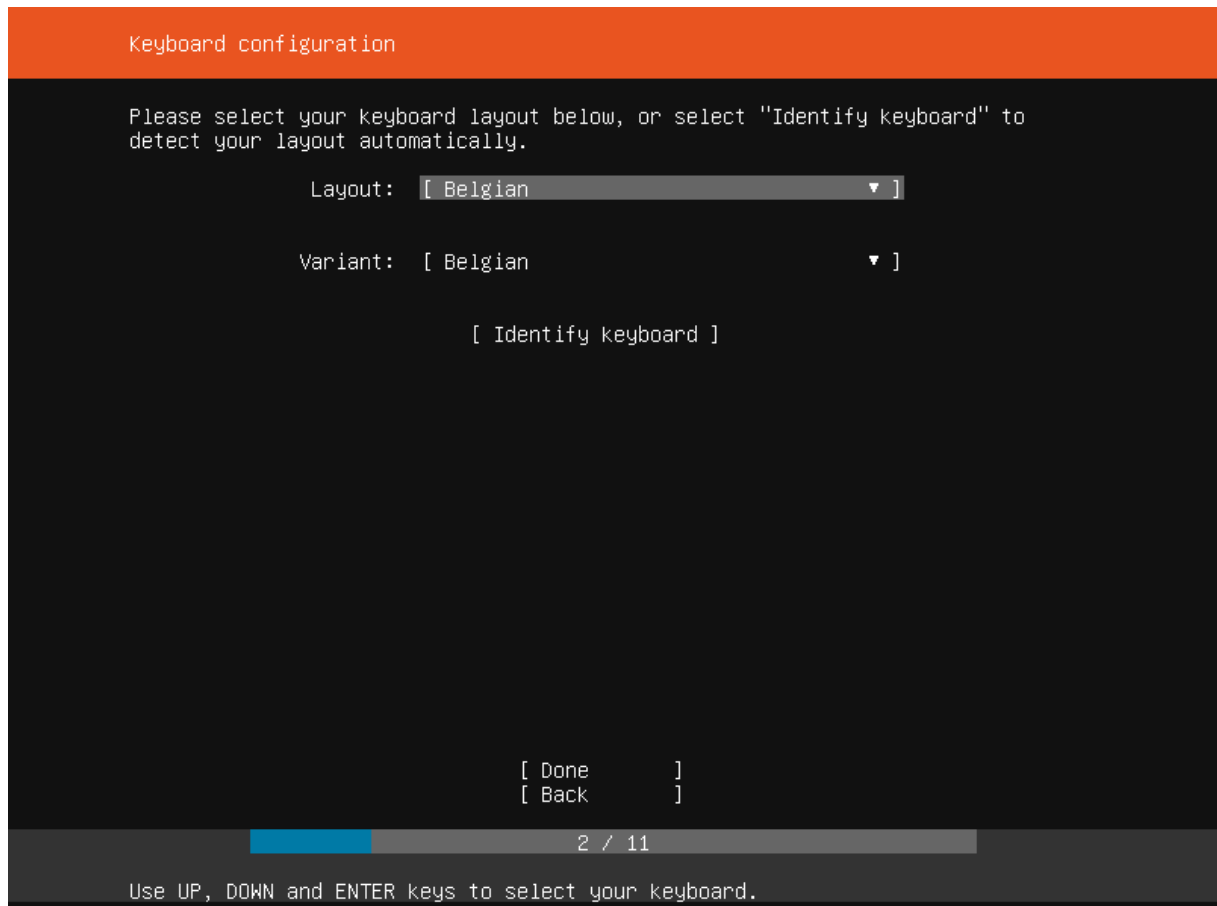 Keyboard configuration
Please select your keyboard layout below, or select "Identify keyboard" to
detect your layout automatically.
Layout: [ Belgian ▾ ]
Variant: [ Belgian ▾ ]
[ Identify keyboard ]
[ Done ]
[ Back ]
2 / 11
Use UP, DOWN and ENTER keys to select your keyboard.